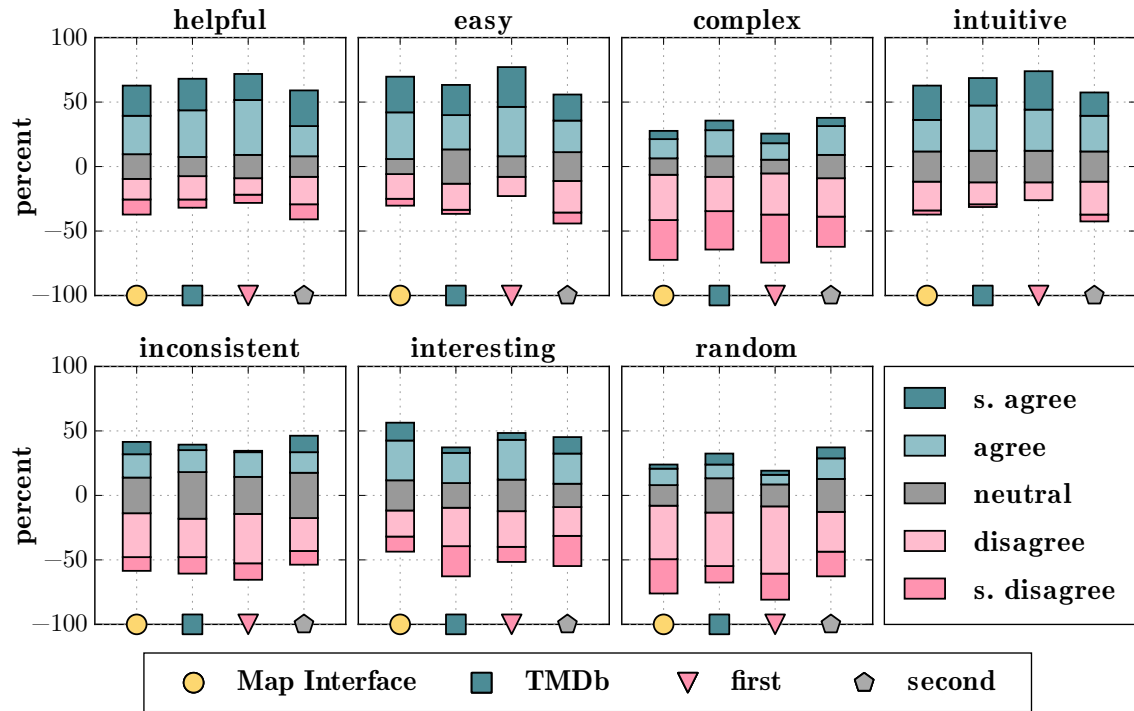 helpful easy complex intuitive
100
50
0
−50
−100
percent
inconsistent interesting random
100
50
0
−50
−100
percent
s. agree
agree
neutral
disagree
s. disagree
Map Interface TMDb first second